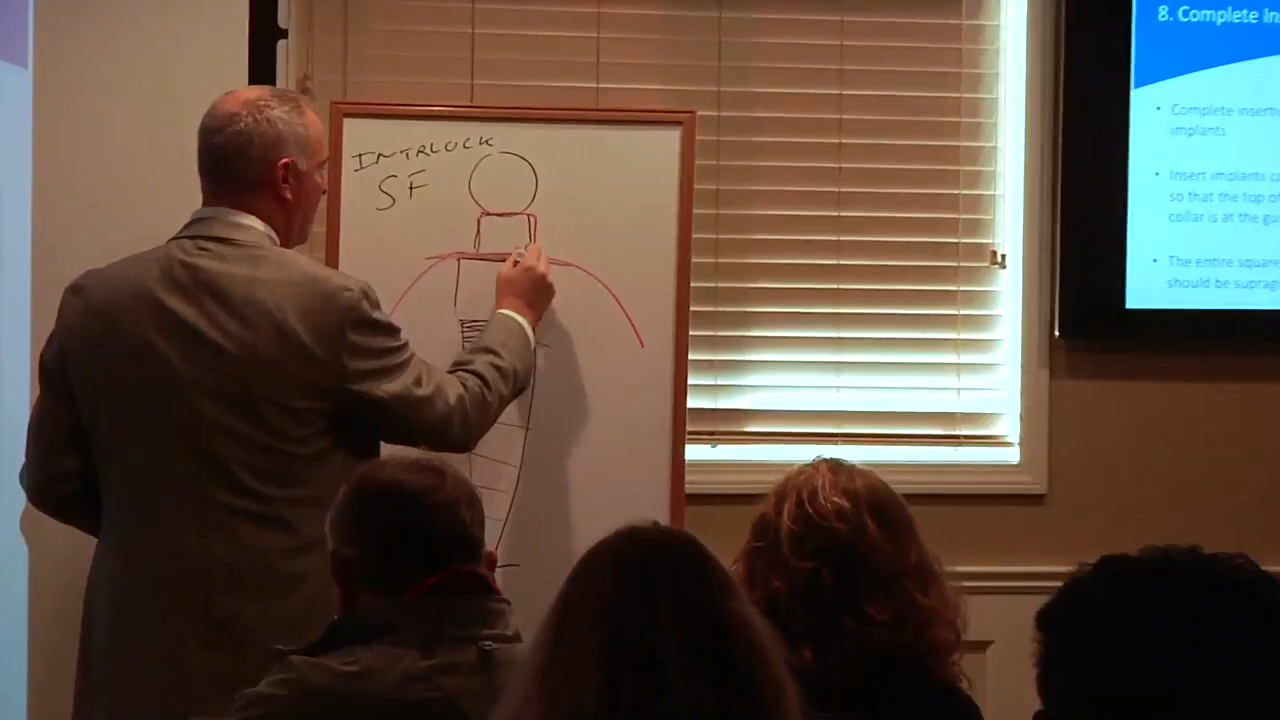 INTRLOCK
SF
8. Complete In
• Complete inserti
implants
• Insert implants c
so that the top of
collar is at the gu
• The entire square
should be supragi